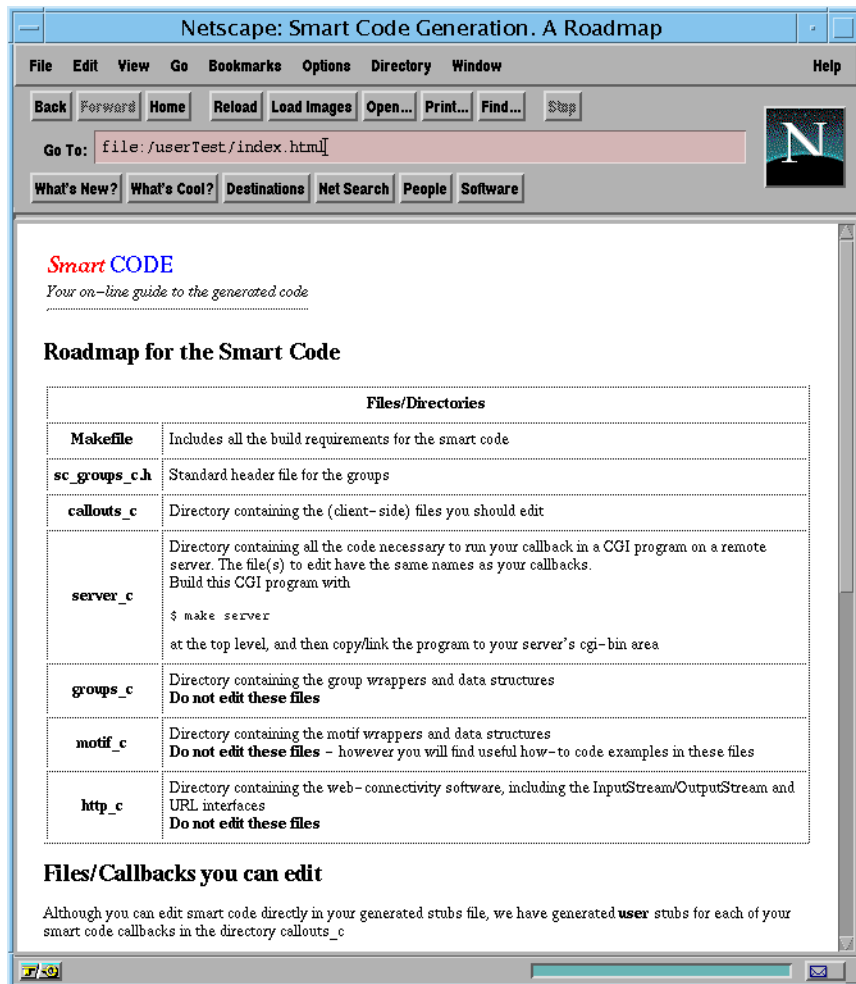 Netscape: Smart Code Generation. A Roadmap
File Edit View Go Bookmarks Options Directory Window Help
Back Forward Home Reload Load Images Open... Print... Find... Stop
Go To: file:/userTest/index.html
N
What's New? What's Cool? Destinations Net Search People Software
Smart CODE
Your on-line guide to the generated code
Roadmap for the Smart Code
Files/Directories
Makefile Includes all the build requirements for the smart code
sc_groups_c.h Standard header file for the groups
callouts_c Directory containing the (client-side) files you should edit
Directory containing all the code necessary to run your callback in a CGI program on a remote
server. The file(s) to edit have the same names as your callbacks.
Build this CGI program with
server_c
$ make server
at the top level, and then copy/link the program to your server's cgi-bin area
groups_c Directory containing the group wrappers and data structures
Do not edit these files
motif_c Directory containing the motif wrappers and data structures
Do not edit these files - however you will find useful how-to code examples in these files
Directory containing the web-connectivity software, including the InputStream/OutputStream and
http_c URL interfaces
Do not edit these files
Files/Callbacks you can edit
Although you can edit smart code directly in your generated stubs file, we have generated user stubs for each of your
smart code callbacks in the directory callouts_c